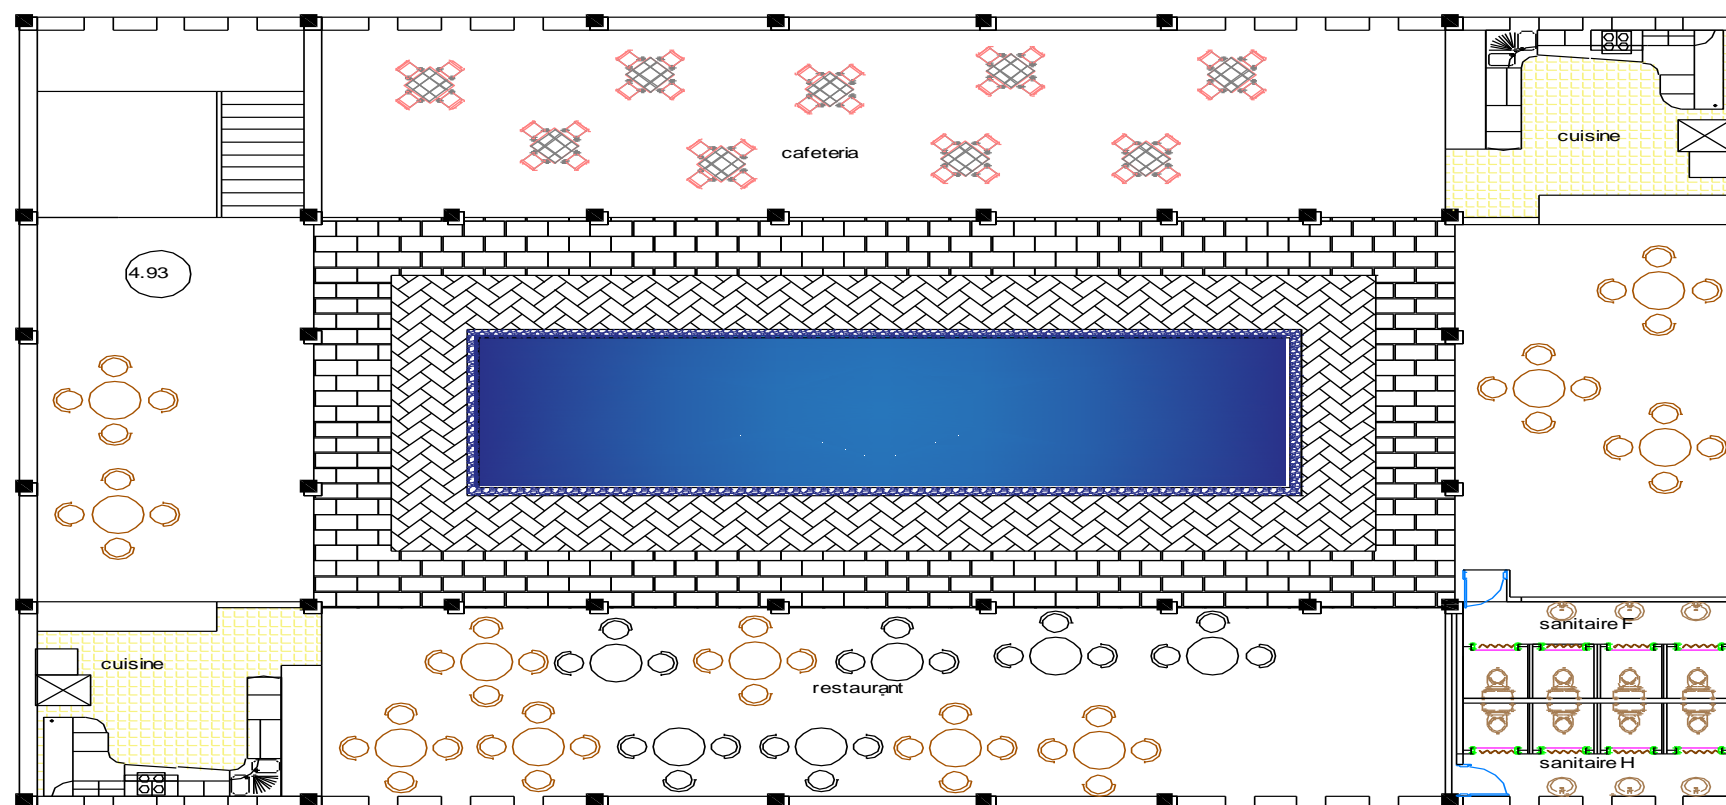 cuisine
cafeteria
4.93
sanitaire F
cuisine
restaurant
sanitaire H